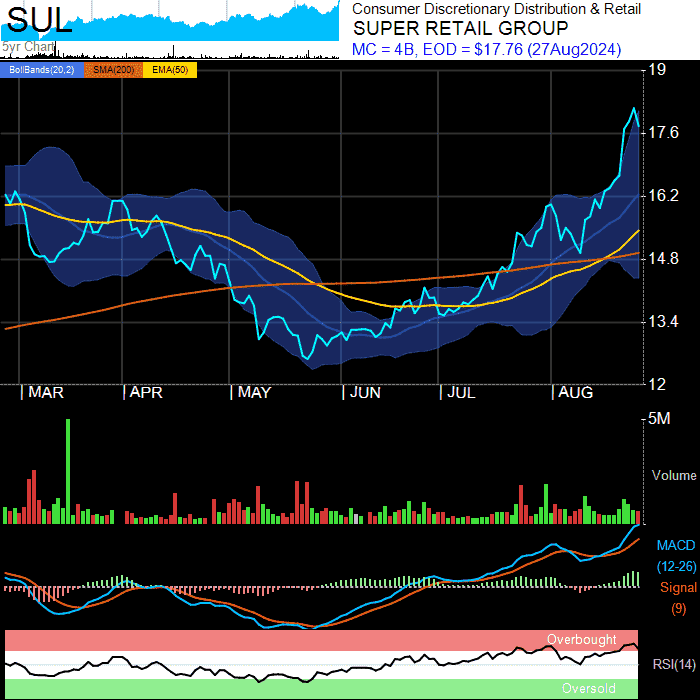 SUL
Consumer Discretionary Distribution & Retail
SUPER RETAIL GROUP
MC = 4B, EOD = $17.76 (27Aug2024)
5yr Chart
BollBands(20,2) SMA(200) EMA(50)
19
17.6
16.2
14.8
13.4
12
MAR APR MAY JUN JUL AUG
5M
Volume
MACD
(12-26)
Signal
(9)
Overbought
RSI(14)
Oversold